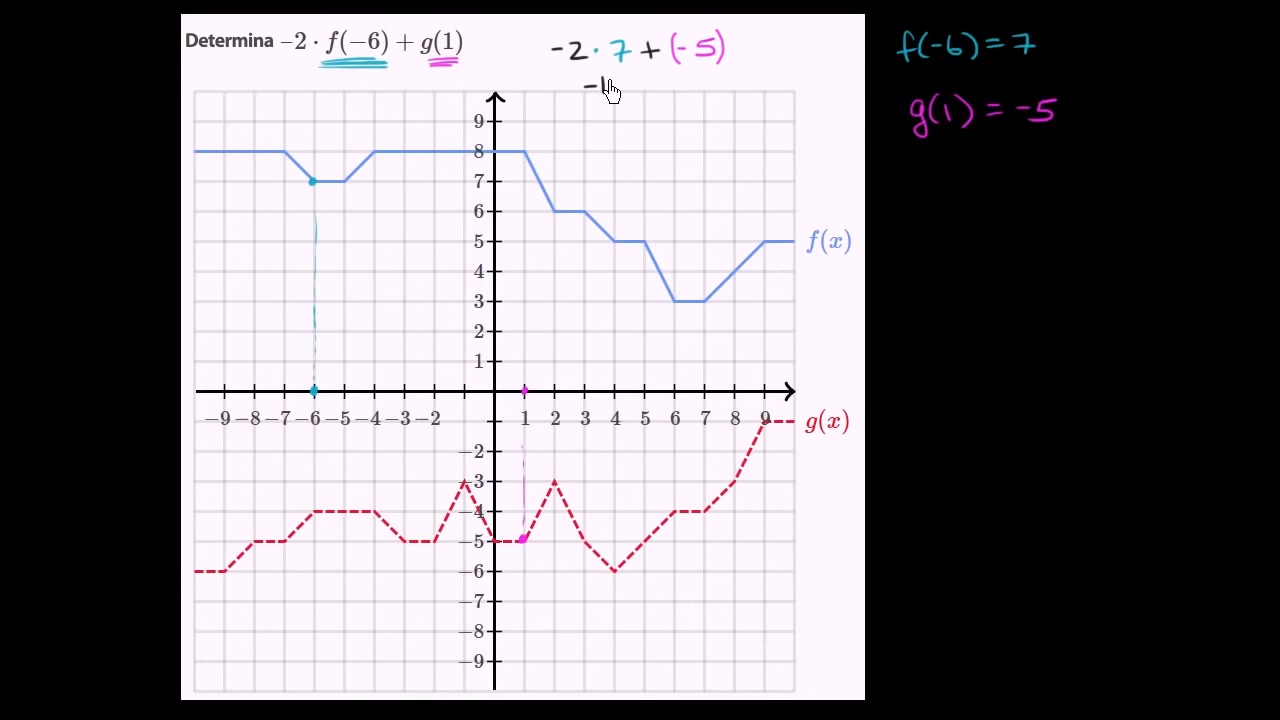 Determina −2 · f(−6) + g(1)
-2 · 7 + (-5)
f(-6) = 7
-1
g(1) = -5
9
8
7
6
5
4
3
2
1
f(x)
−9 −8 −7 −6 −5 −4 −3 −2 1 2 3 4 5 6 7 8 9
g(x)
−2
−3
−4
−5
−6
−7
−8
−9